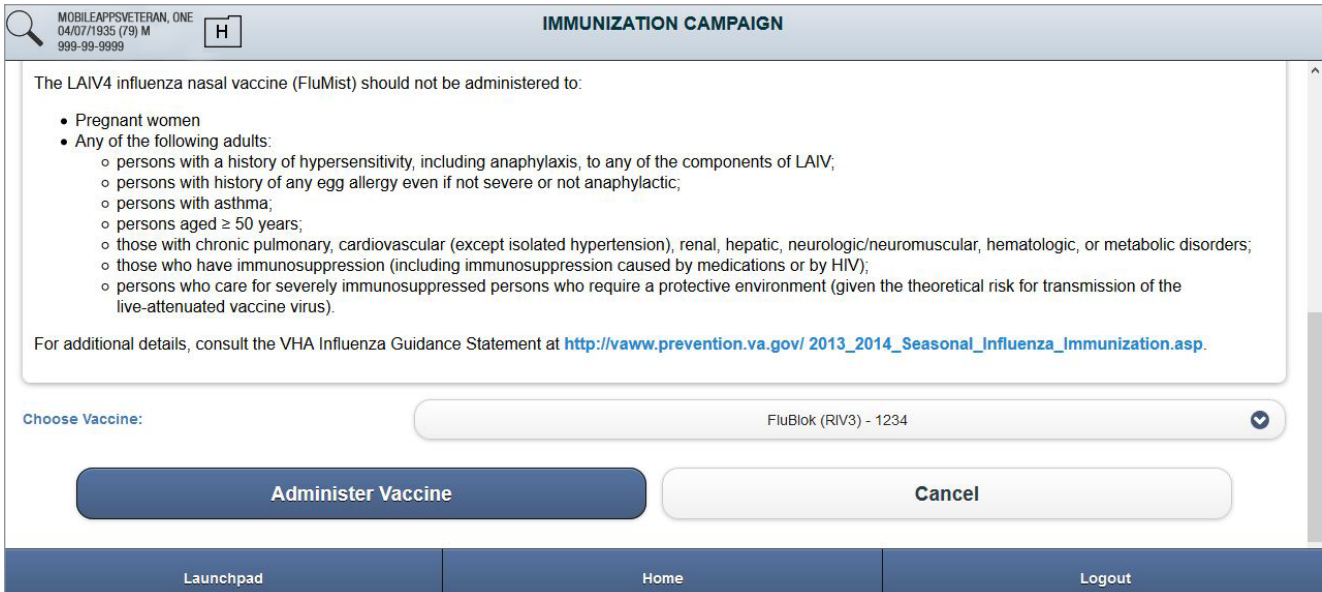 MOBILEAPPSVETERAN, ONE
04/07/1935 (79) M
999-99-9999
H
IMMUNIZATION CAMPAIGN
The LAIV4 influenza nasal vaccine (FluMist) should not be administered to:
• Pregnant women
• Any of the following adults:
○ persons with a history of hypersensitivity, including anaphylaxis, to any of the components of LAIV;
○ persons with history of any egg allergy even if not severe or not anaphylactic;
○ persons with asthma;
○ persons aged ≥ 50 years;
○ those with chronic pulmonary, cardiovascular (except isolated hypertension), renal, hepatic, neurologic/neuromuscular, hematologic, or metabolic disorders;
○ those who have immunosuppression (including immunosuppression caused by medications or by HIV);
○ persons who care for severely immunosuppressed persons who require a protective environment (given the theoretical risk for transmission of the
live-attenuated vaccine virus).
For additional details, consult the VHA Influenza Guidance Statement at http://vaww.prevention.va.gov/ 2013_2014_Seasonal_Influenza_Immunization.asp.
Choose Vaccine:
FluBlok (RIV3) - 1234
Administer Vaccine
Cancel
Launchpad
Home
Logout